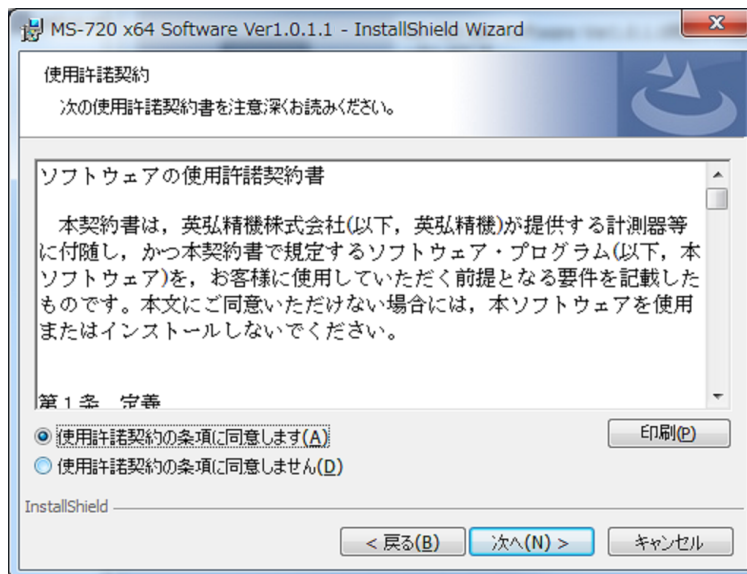 MS-720 x64 Software Ver1.0.1.1 - InstallShield Wizard
使用許諾契約
次の使用許諾契約書を注意深くお読みください。
ソフトウェアの使用許諾契約書
本契約書は，英弘精機株式会社(以下，英弘精機)が提供する計測器等
に付随し，かつ本契約書で規定するソフトウェア・プログラム(以下，本
ソフトウェア)を，お客様に使用していただく前提となる要件を記載した
ものです。本文にご同意いただけない場合には，本ソフトウェアを使用
またはインストールしないでください。
第１条　定義
使用許諾契約の条項に同意します(A)
印刷(P)
使用許諾契約の条項に同意しません(D)
InstallShield
< 戻る(B)
次へ(N) >
キャンセル